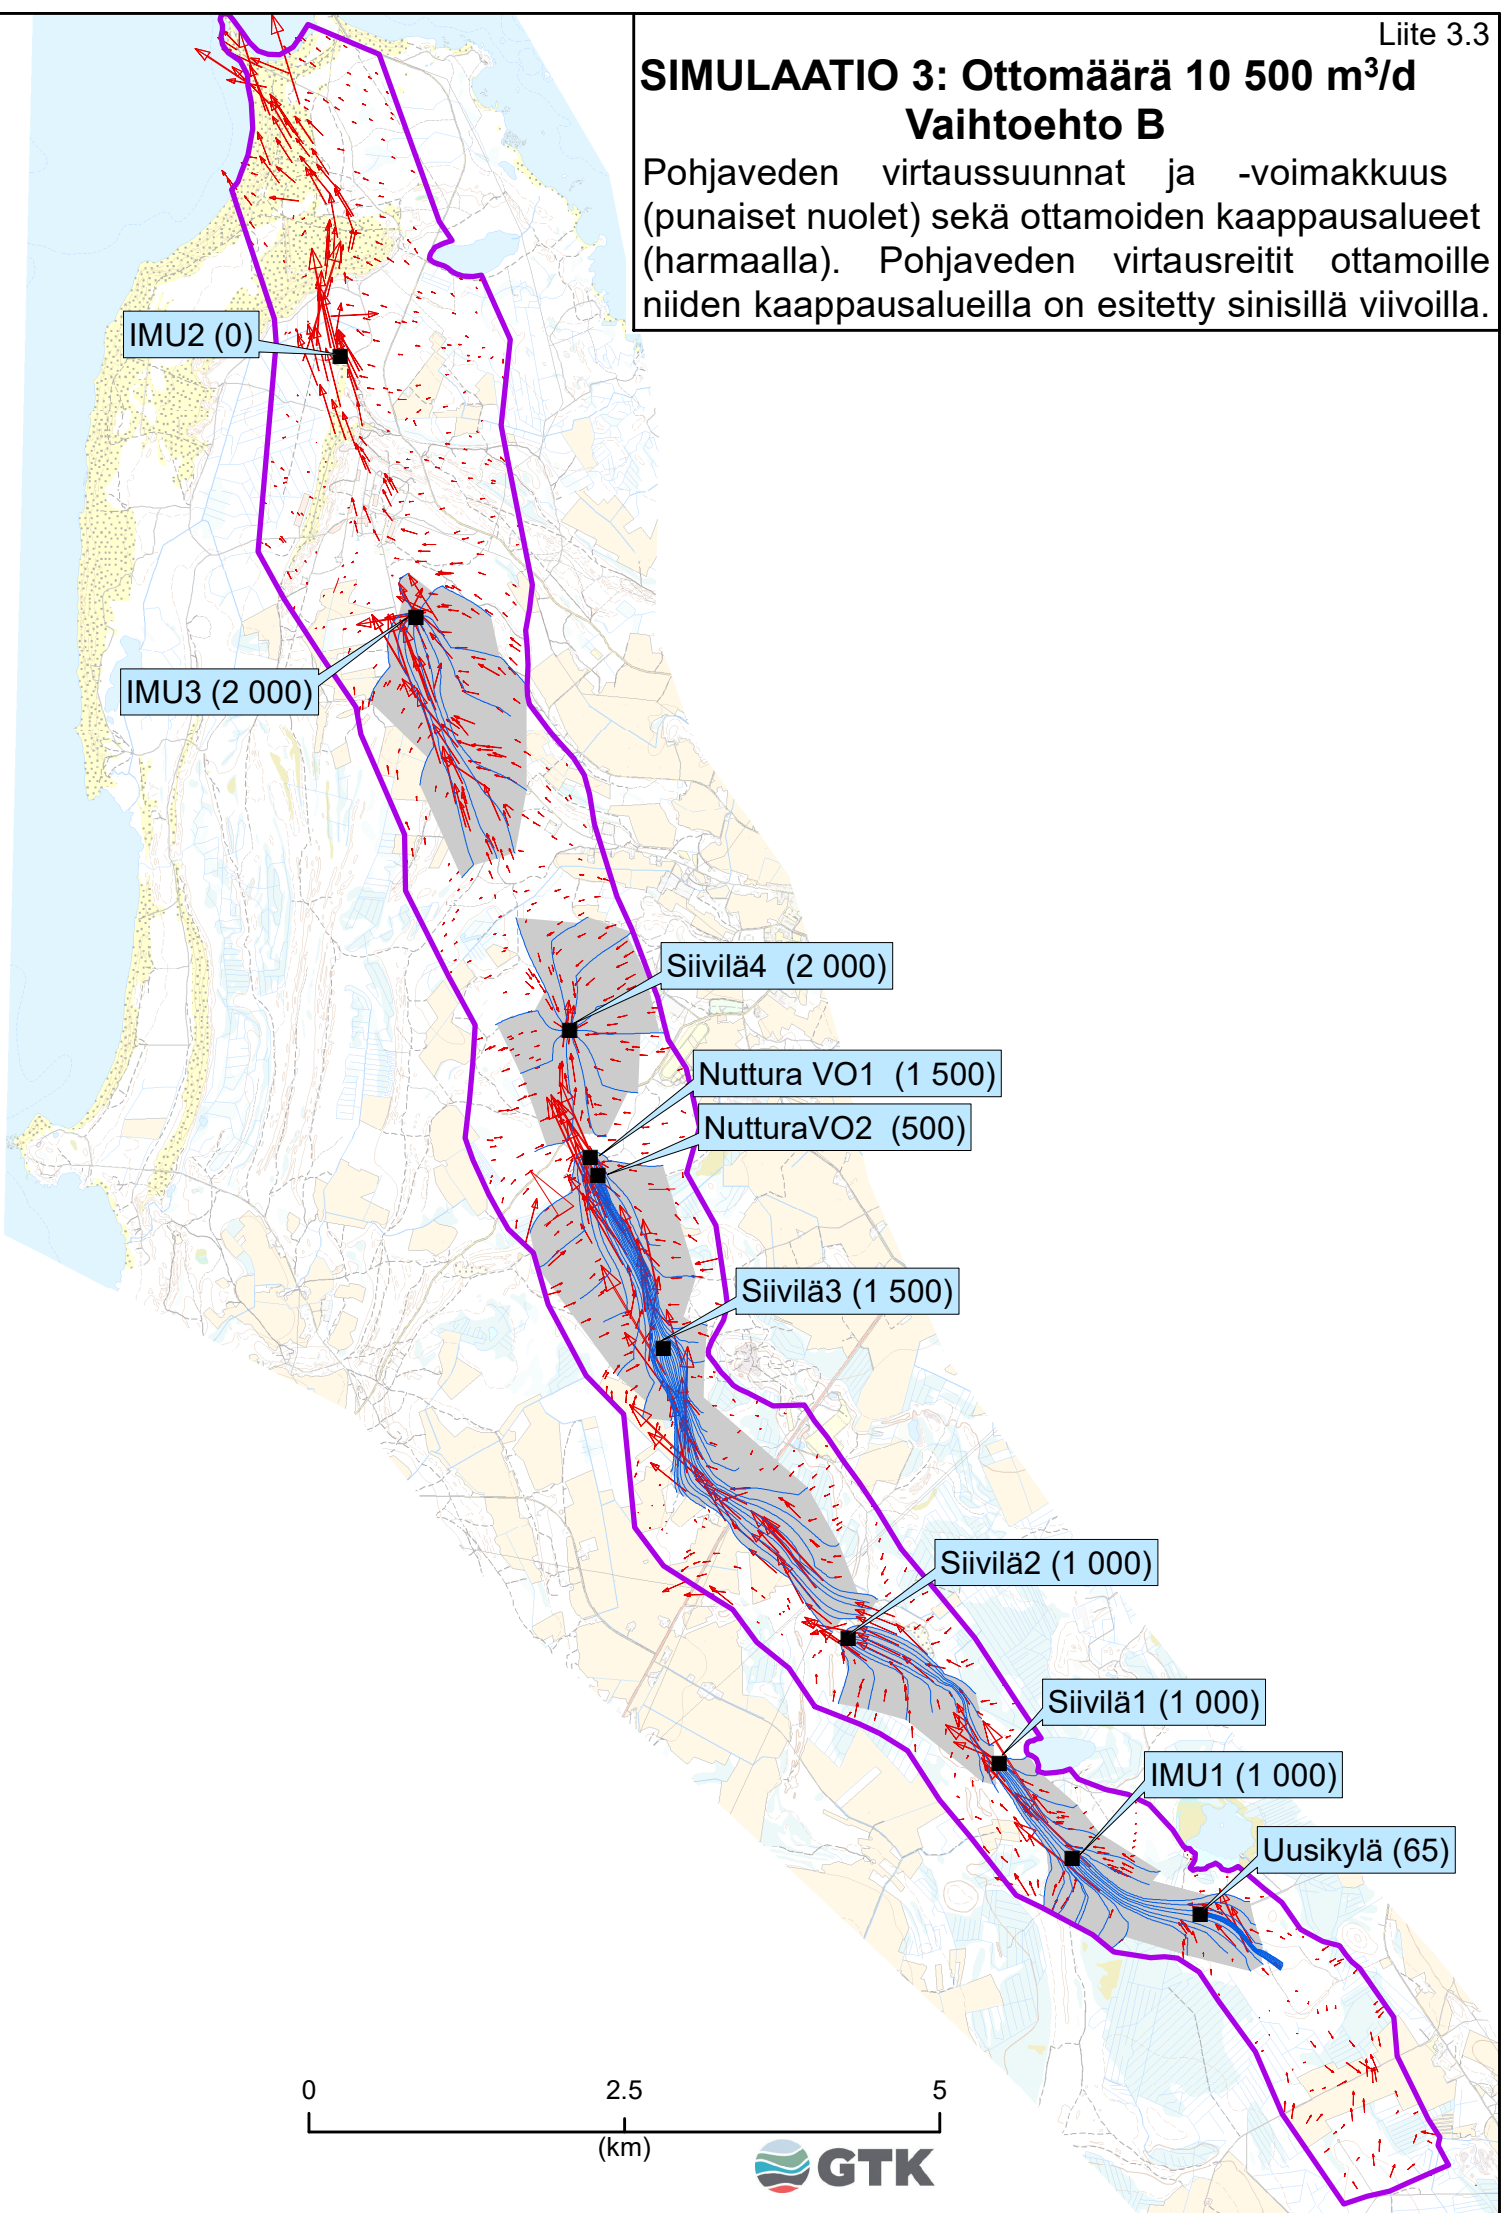 Liite 3.3
SIMULAATIO 3: Ottomäärä 10 500 m³/d
Vaihtoehto B
Pohjaveden virtaussuunnat ja -voimakkuus
(punaiset nuolet) sekä ottamoiden kaappausalueet
(harmaalla). Pohjaveden virtausreitit ottamoille
niiden kaappausalueilla on esitetty sinisillä viivoilla.
IMU2 (0)
IMU3 (2 000)
Siivilä4 (2 000)
Nuttura VO1 (1 500)
NutturaVO2 (500)
Siivilä3 (1 500)
Siivilä2 (1 000)
Siivilä1 (1 000)
IMU1 (1 000)
Uusikylä (65)
0 2.5 5
(km)
GTK